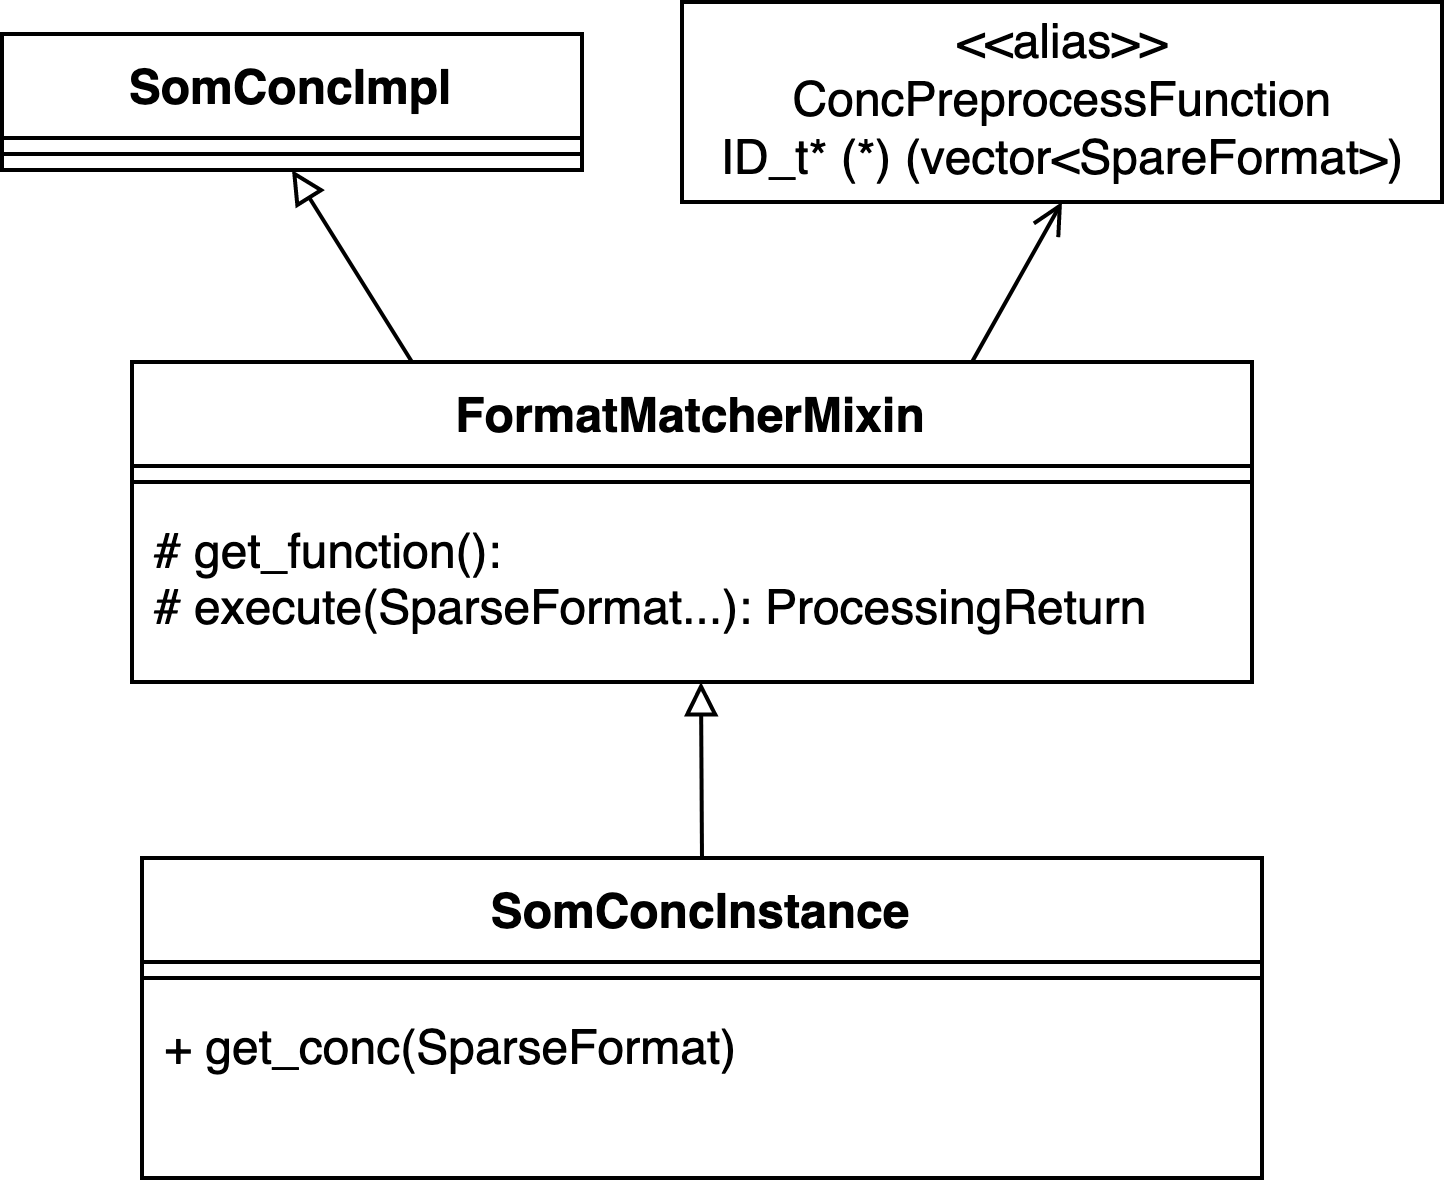 SomConcImpl
<<alias>>
ConcPreprocessFunction
ID_t* (*) (vector<SpareFormat>)
FormatMatcherMixin
# get_function():
# execute(SparseFormat...): ProcessingReturn
SomConcInstance
+ get_conc(SparseFormat)